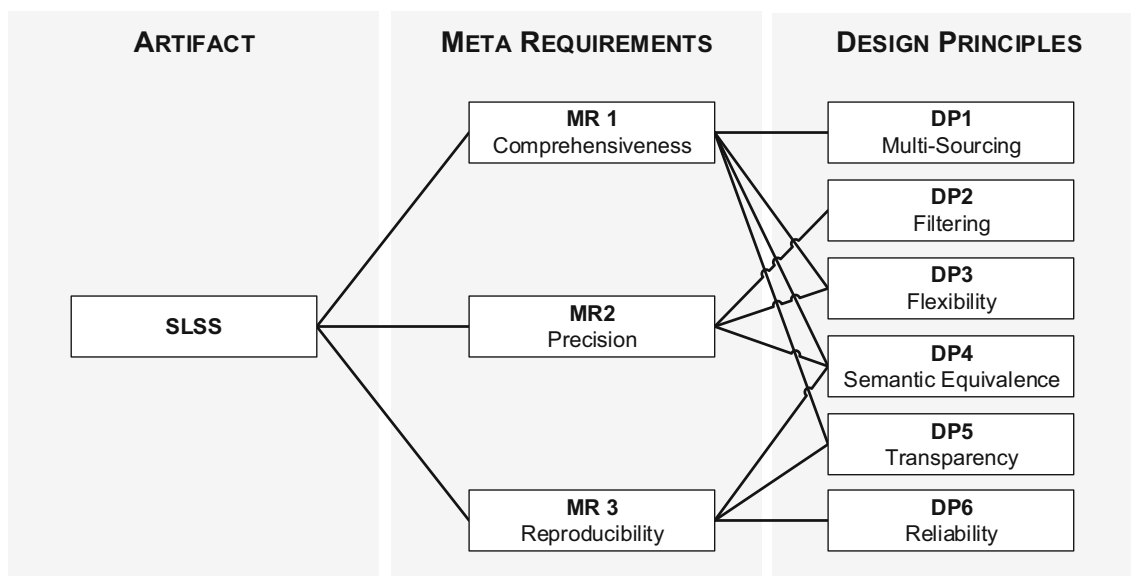 ARTIFACT
META REQUIREMENTS
DESIGN PRINCIPLES
SLSS
MR 1
Comprehensiveness
MR2
Precision
MR 3
Reproducibility
DP1
Multi-Sourcing
DP2
Filtering
DP3
Flexibility
DP4
Semantic Equivalence
DP5
Transparency
DP6
Reliability